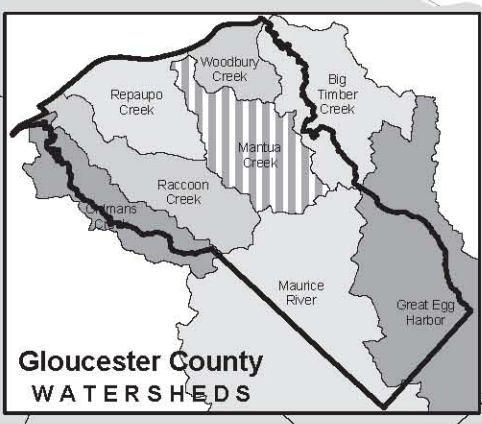 Woodbury
Creek
Repaupo
Creek
Big
Timber
Creek
Mantua
Creek
Raccoon
Creek
Oldmans
Creek
Maurice
River
Great Egg
Harbor
Gloucester County
WATERSHEDS